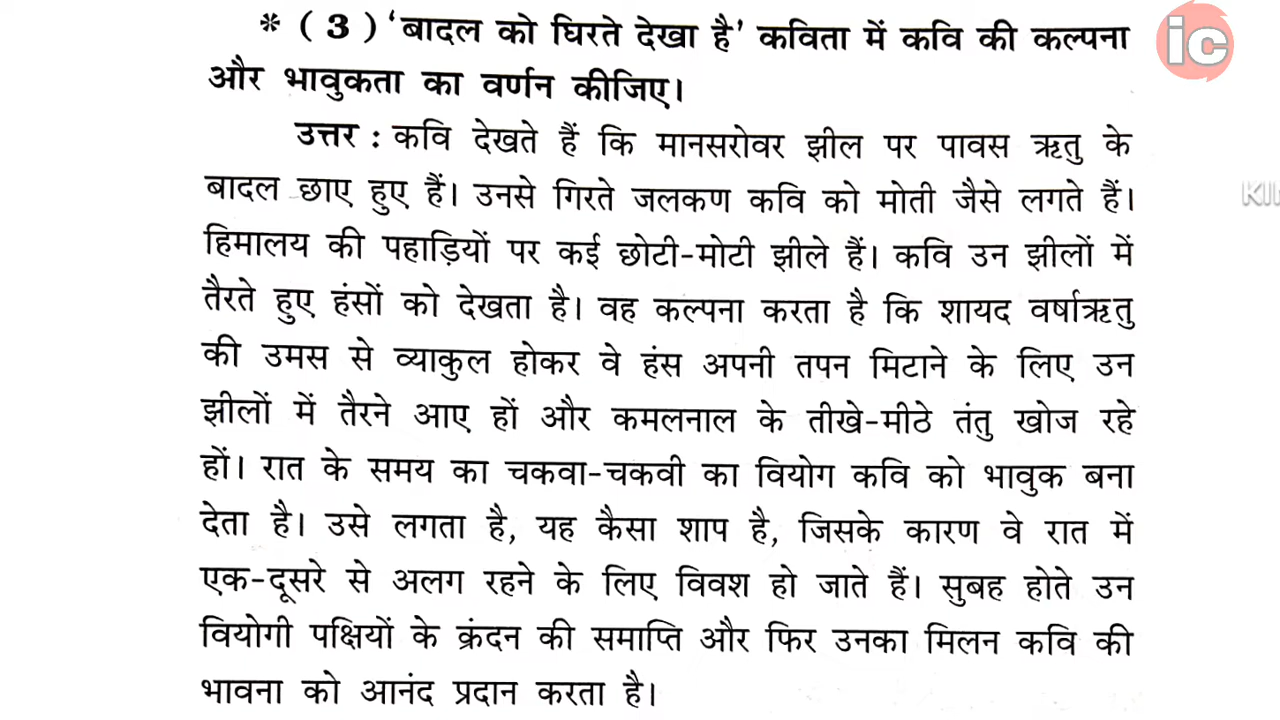 * ( 3 ) 'बादल को घिरते देखा है' कविता में कवि की कल्पना
और भावुकता का वर्णन कीजिए।
उत्तर : कवि देखते हैं कि मानसरोवर झील पर पावस ऋतु के
बादल छाए हुए हैं। उनसे गिरते जलकण कवि को मोती जैसे लगते हैं।
हिमालय की पहाड़ियों पर कई छोटी-मोटी झीले हैं। कवि उन झीलों में
तैरते हुए हंसों को देखता है। वह कल्पना करता है कि शायद वर्षाऋतु
की उमस से व्याकुल होकर वे हंस अपनी तपन मिटाने के लिए उन
झीलों में तैरने आए हों और कमलनाल के तीखे-मीठे तंतु खोज रहे
हों। रात के समय का चकवा-चकवी का वियोग कवि को भावुक बना
देता है। उसे लगता है, यह कैसा शाप है, जिसके कारण वे रात में
एक-दूसरे से अलग रहने के लिए विवश हो जाते हैं। सुबह होते उन
वियोगी पक्षियों के क्रंदन की समाप्ति और फिर उनका मिलन कवि की
भावना को आनंद प्रदान करता है।
ic